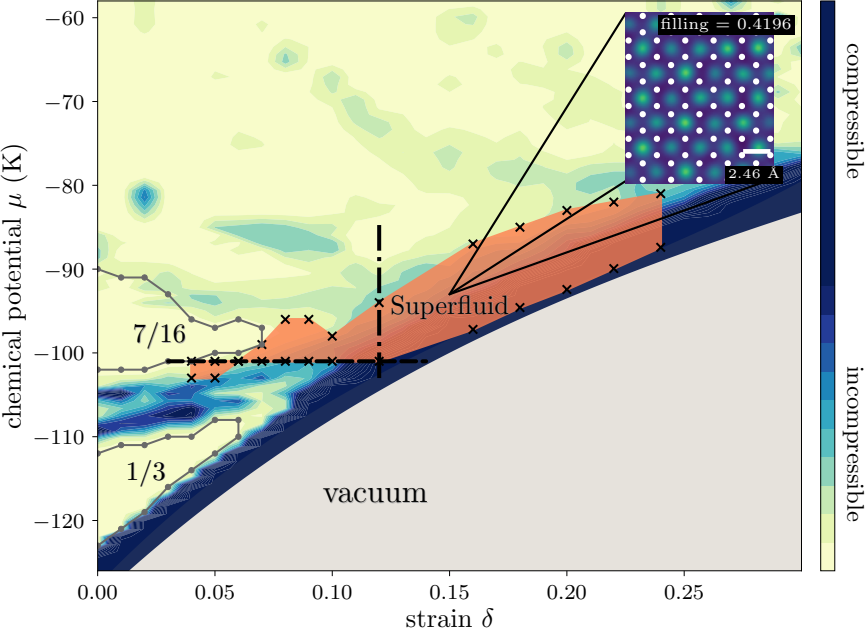 −60
−70
−80
−90
−100
−110
−120
chemical potential μ (K)
0.00
0.05
0.10
0.15
0.20
0.25
strain δ
7/16
1/3
Superfluid
vacuum
filling = 0.4196
2.46 Å
compressible
incompressible